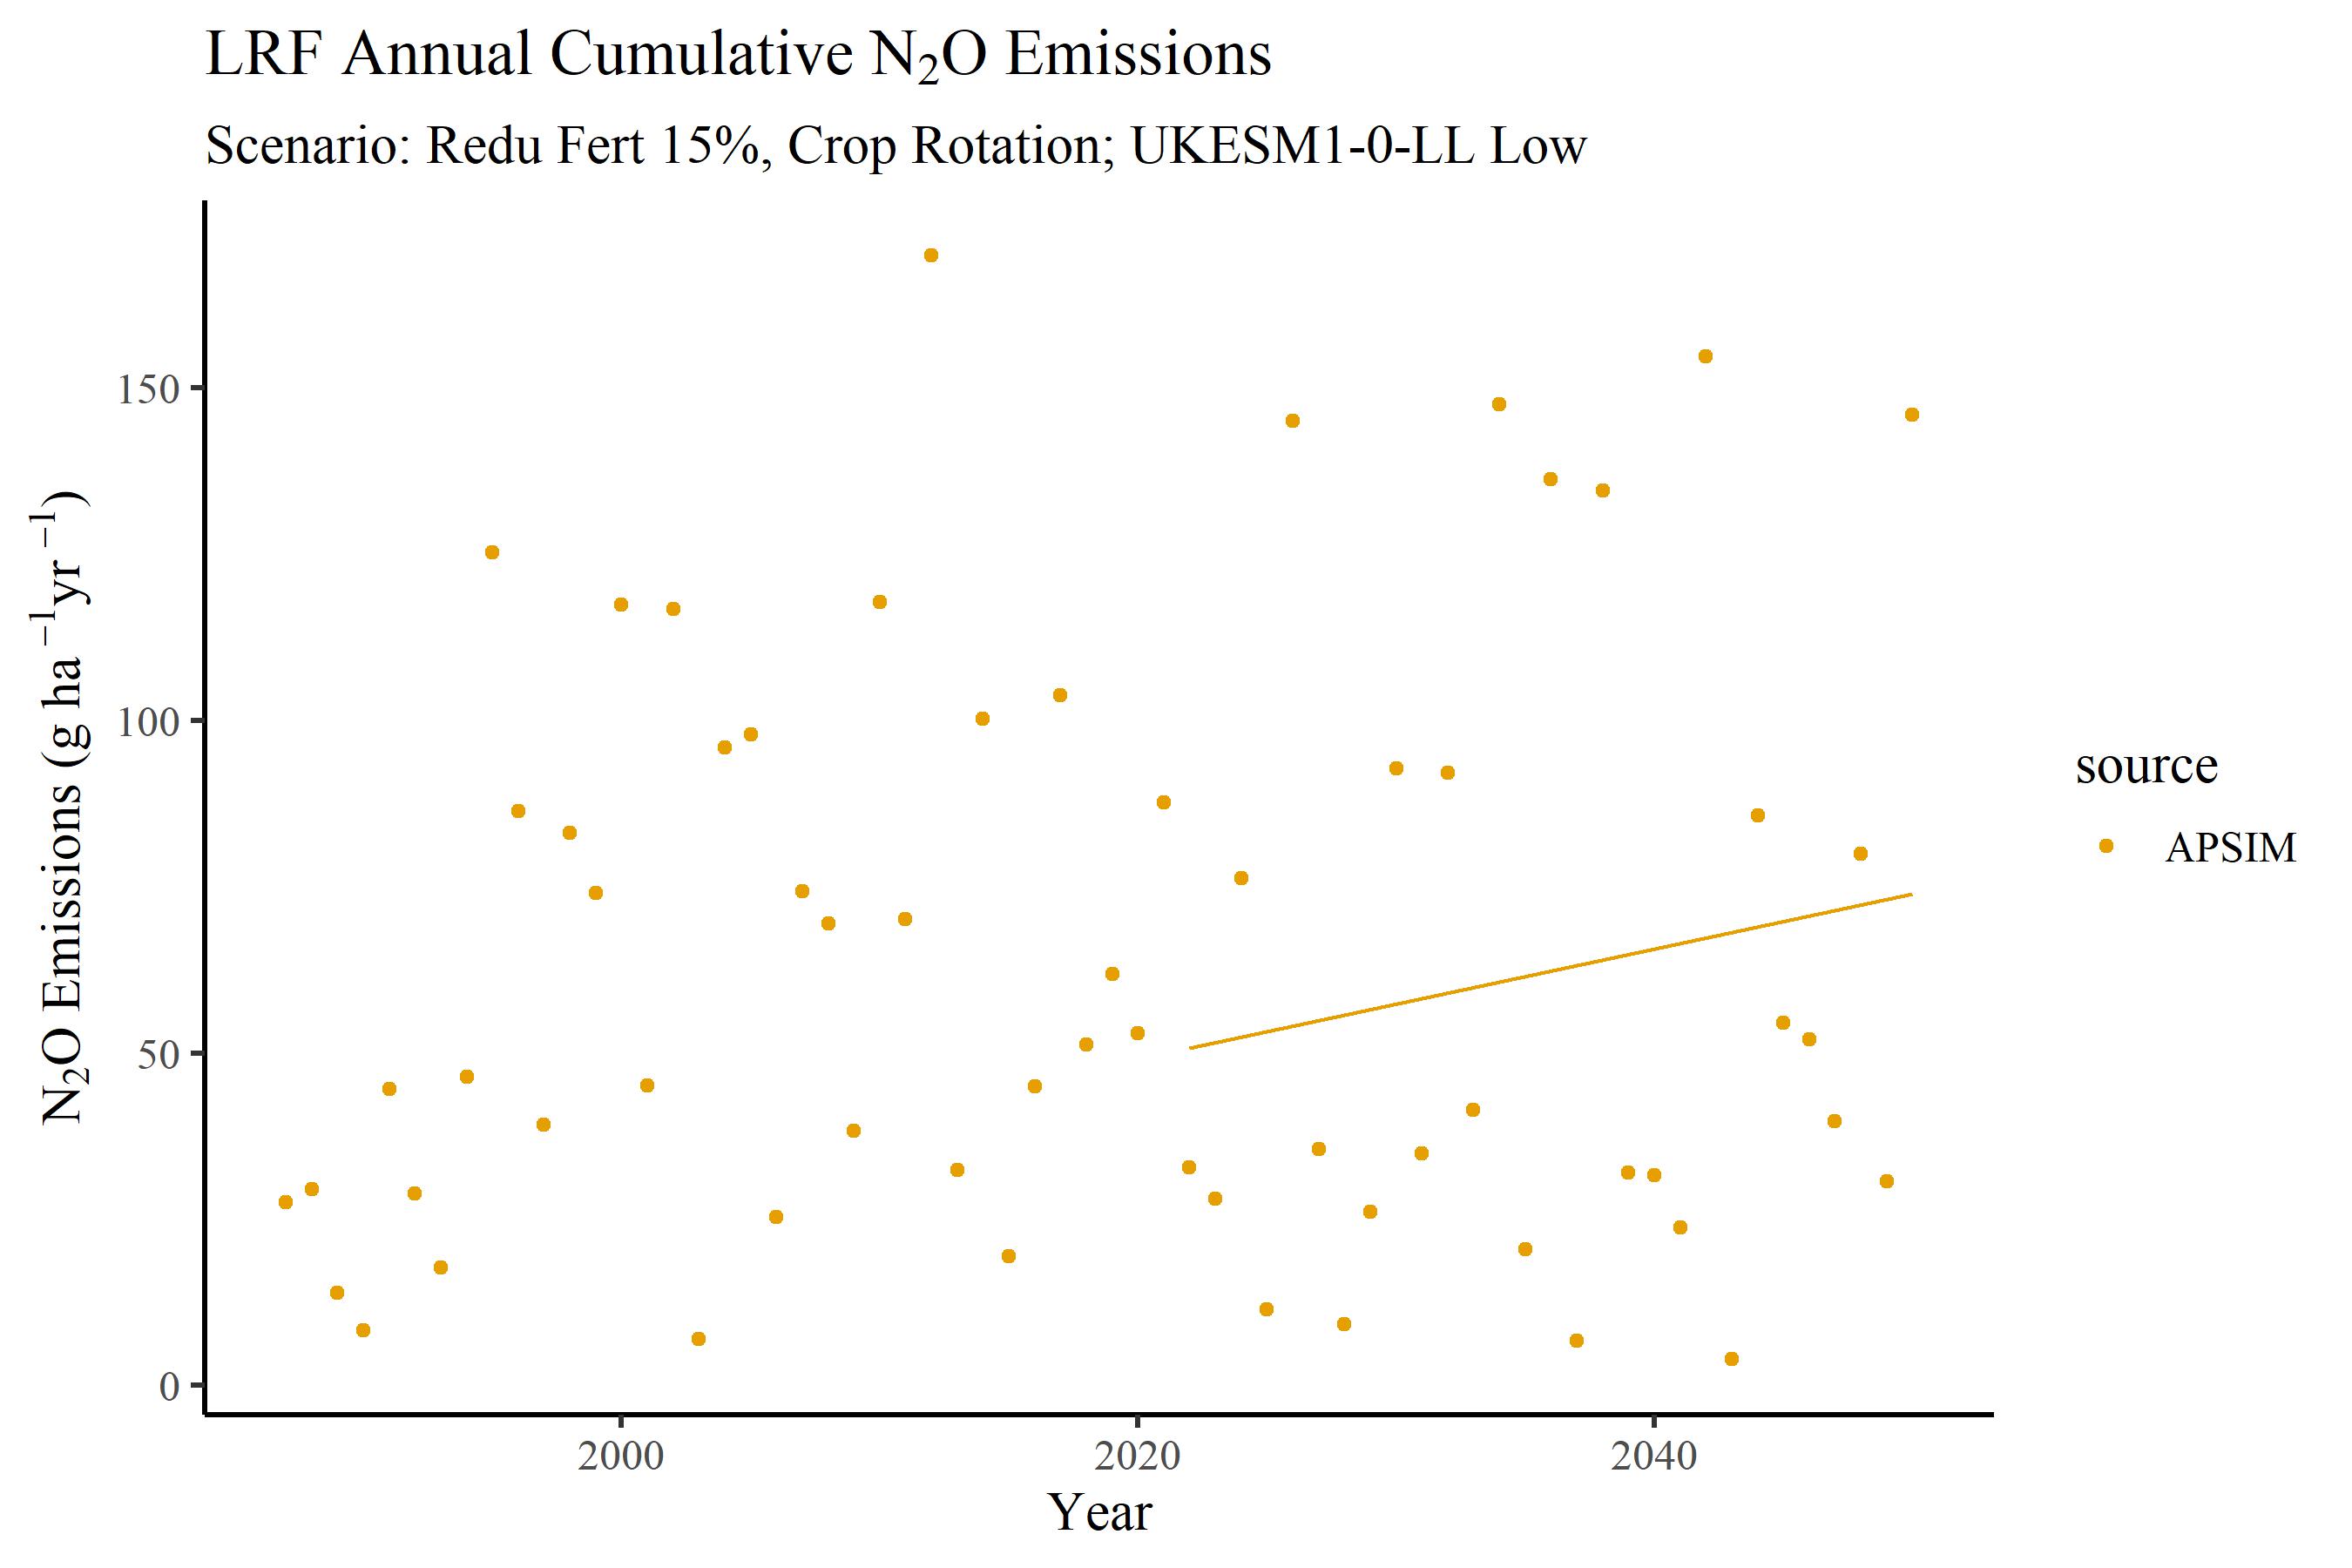 LRF Annual Cumulative N₂O Emissions
Scenario: Redu Fert 15%, Crop Rotation; UKESM1-0-LL Low
N₂O Emissions (g ha⁻¹yr⁻¹)
150
100
50
0
2000 2020 2040
Year
source
APSIM